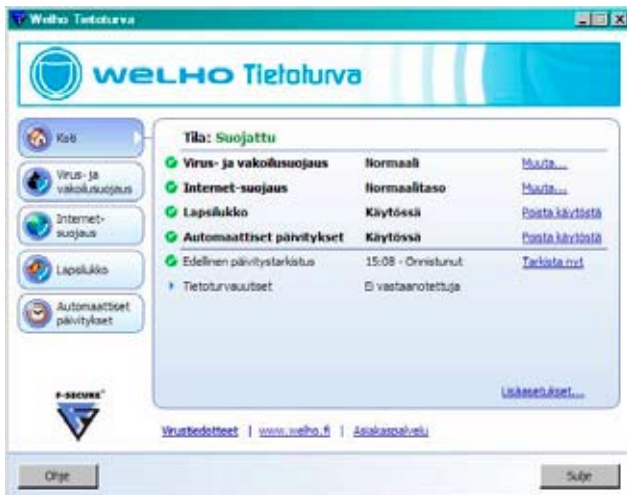 Welho Tietoturva
WELHO Tietoturva
Koti
Virus- ja
vakoilusuojaus
Internet-
suojaus
Lapsilukko
Automaattiset
päivitykset
Tila: Suojattu
Virus- ja vakoilusuojaus Normaali Muuta...
Internet-suojaus Normaalitaso Muuta...
Lapsilukko Käytössä Poista käytöstä
Automaattiset päivitykset Käytössä Poista käytöstä
Edellinen päivitystarkistus 15:08 - Onnistunut Tarkista nyt
Tietoturvauutiset Ei vastaanotettuja
Lisäasetukset...
F-SECURE
Virustiedotteet | www.welho.fi | Asiakaspalvelu
Ohje
Sulje